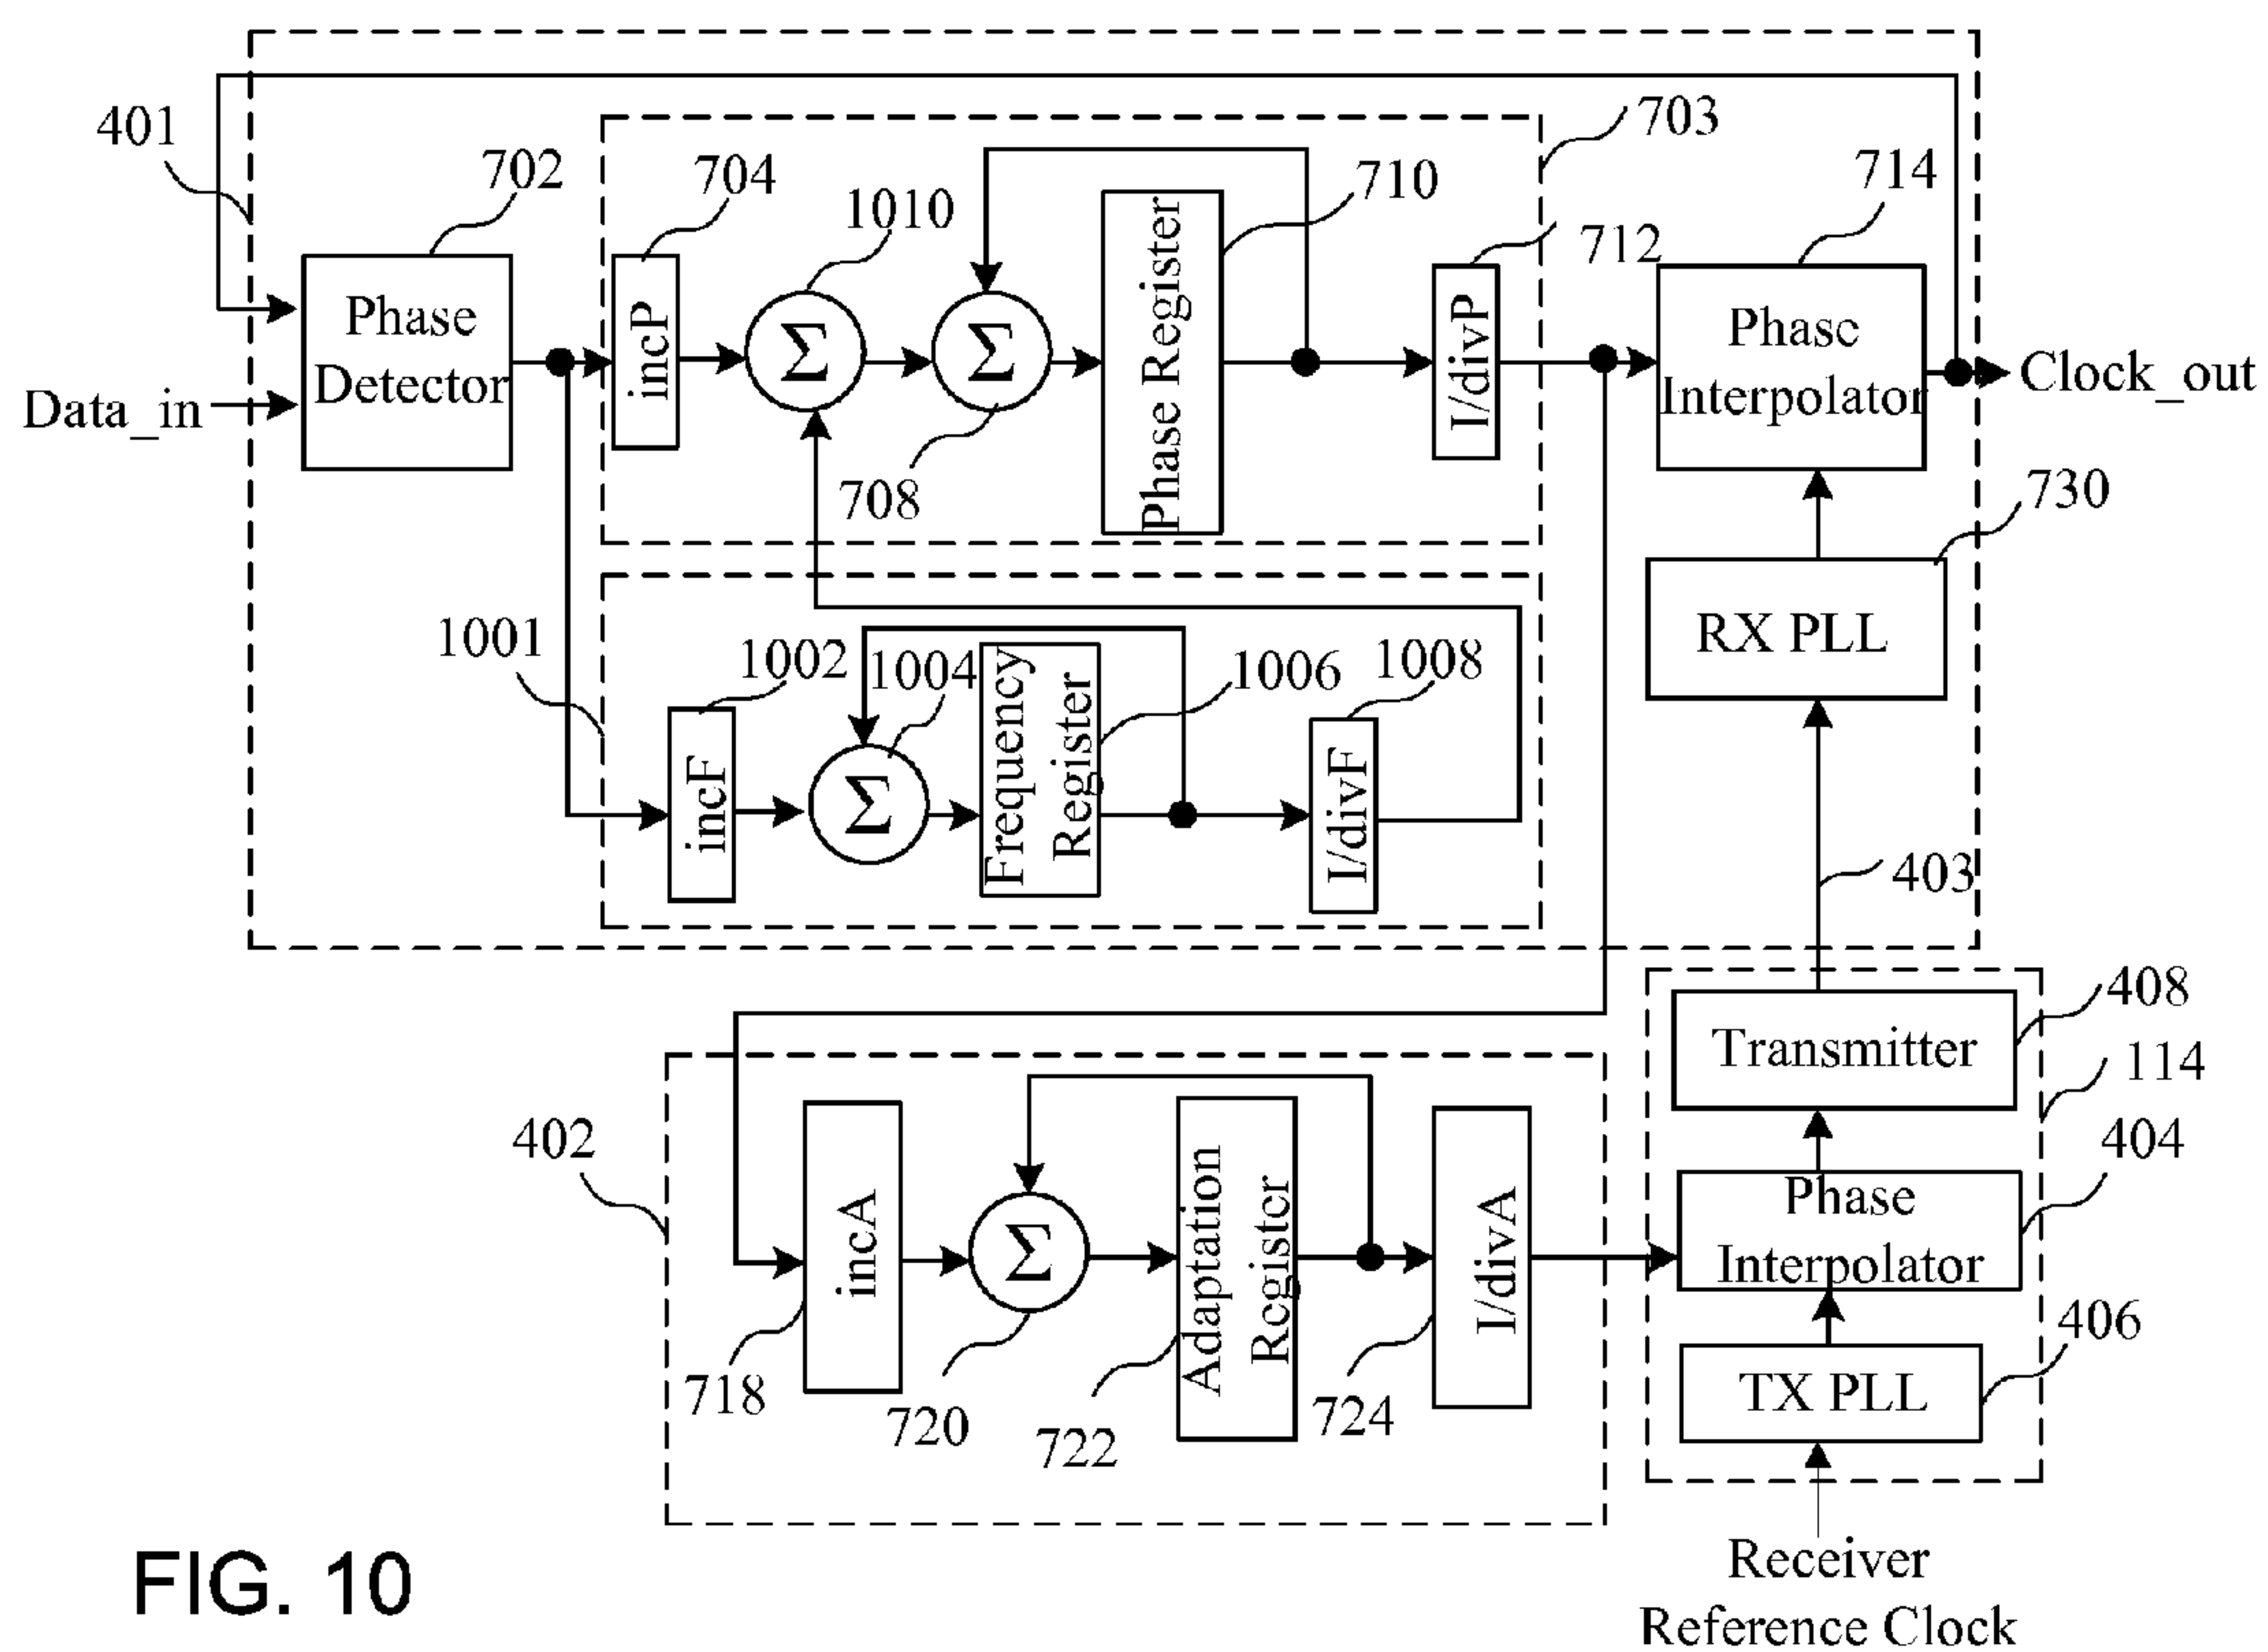 401
702
704
1010
703
710
712
714
Phase
Detector
incP
Σ
Σ
708
Phase Register
I/divP
Phase
Interpolator
Data_in
Clock_out
730
RX PLL
1001
1002
1004
1006
1008
incF
Σ
Frequency
Register
I/divF
403
408
Transmitter
114
402
404
incA
Σ
Adaptation
Register
I/divA
Phase
Interpolator
406
TX PLL
718
720
722
724
Receiver
Reference Clock
FIG. 10